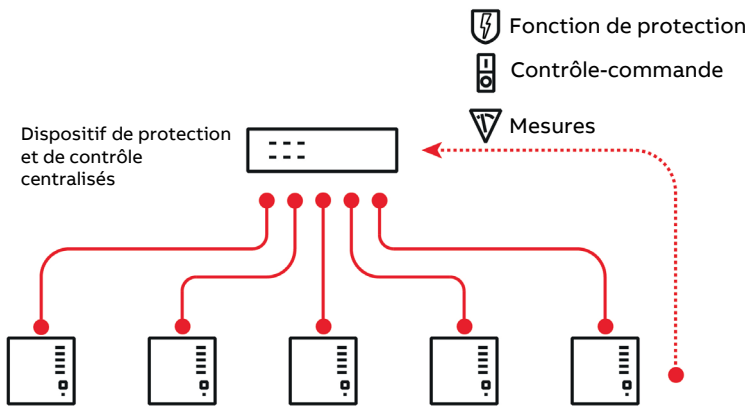 Fonction de protection
Contrôle-commande
Mesures
Dispositif de protection
et de contrôle
centralisés